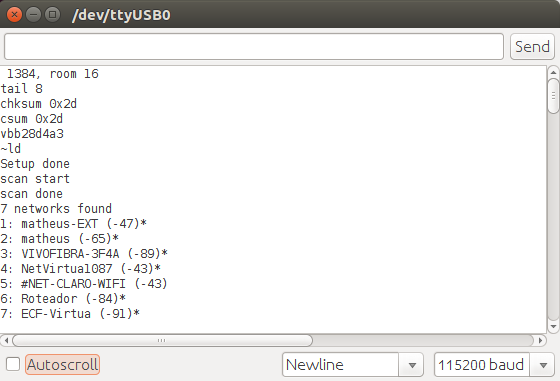 /dev/ttyUSB0
Send
1384, room 16
tail 8
chksum 0x2d
csum 0x2d
vbb28d4a3
~ld
Setup done
scan start
scan done
7 networks found
1: matheus-EXT (-47)*
2: matheus (-65)*
3: VIVOFIBRA-3F4A (-89)*
4: NetVirtua1087 (-43)*
5: #NET-CLARO-WIFI (-43)
6: Roteador (-84)*
7: ECF-Virtua (-91)*
Autoscroll
Newline
115200 baud